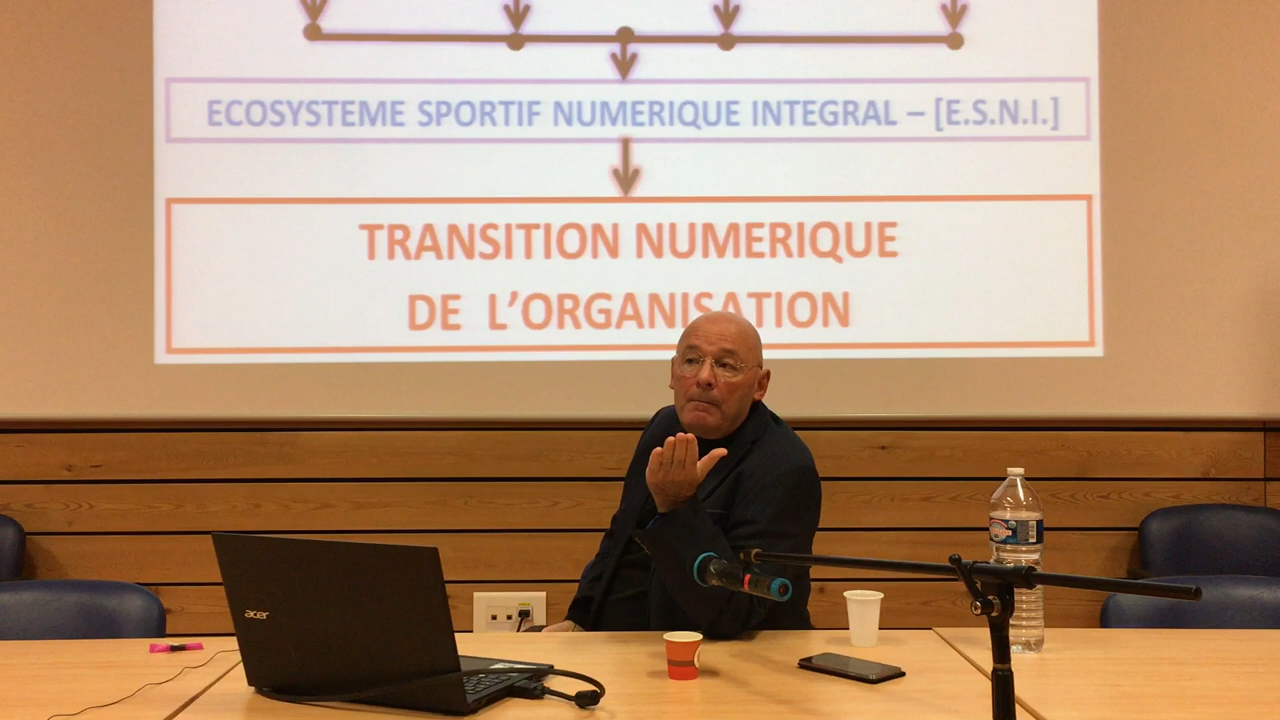 ECOSYSTEME SPORTIF NUMERIQUE INTEGRAL – [E.S.N.I.]
TRANSITION NUMERIQUE
DE L’ORGANISATION
acer